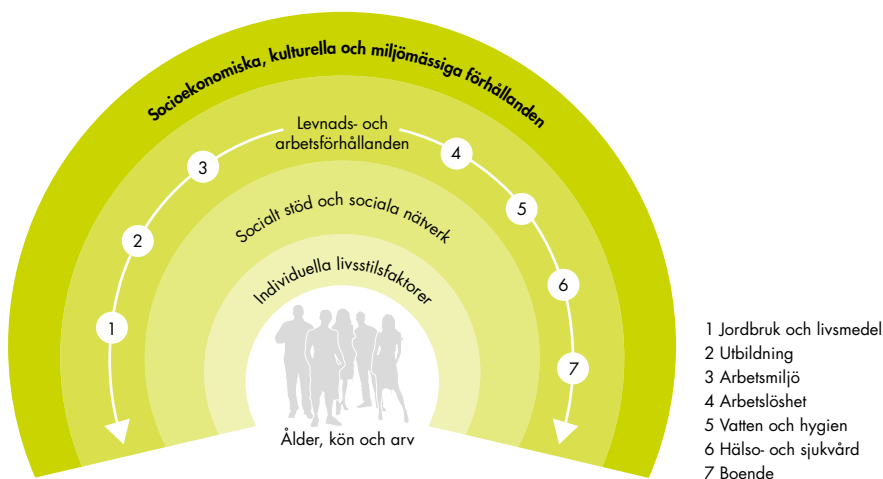 Socioekonomiska, kulturella och miljömässiga förhållanden
Levnads- och
arbetsförhållanden
3
4
2
5
1
6
7
Socialt stöd och sociala nätverk
Individuella livsstilsfaktorer
Ålder, kön och arv
1 Jordbruk och livsmedel
2 Utbildning
3 Arbetsmiljö
4 Arbetslöshet
5 Vatten och hygien
6 Hälso- och sjukvård
7 Boende